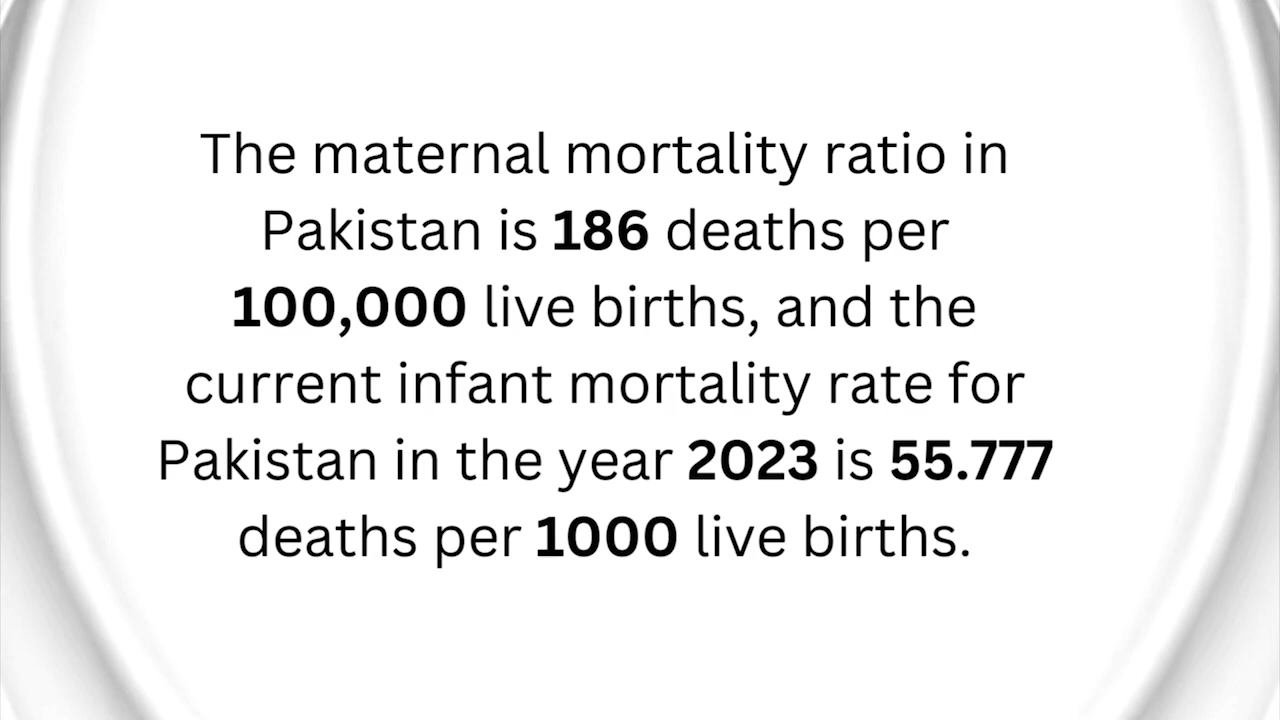 The maternal mortality ratio in
Pakistan is 186 deaths per
100,000 live births, and the
current infant mortality rate for
Pakistan in the year 2023 is 55.777
deaths per 1000 live births.